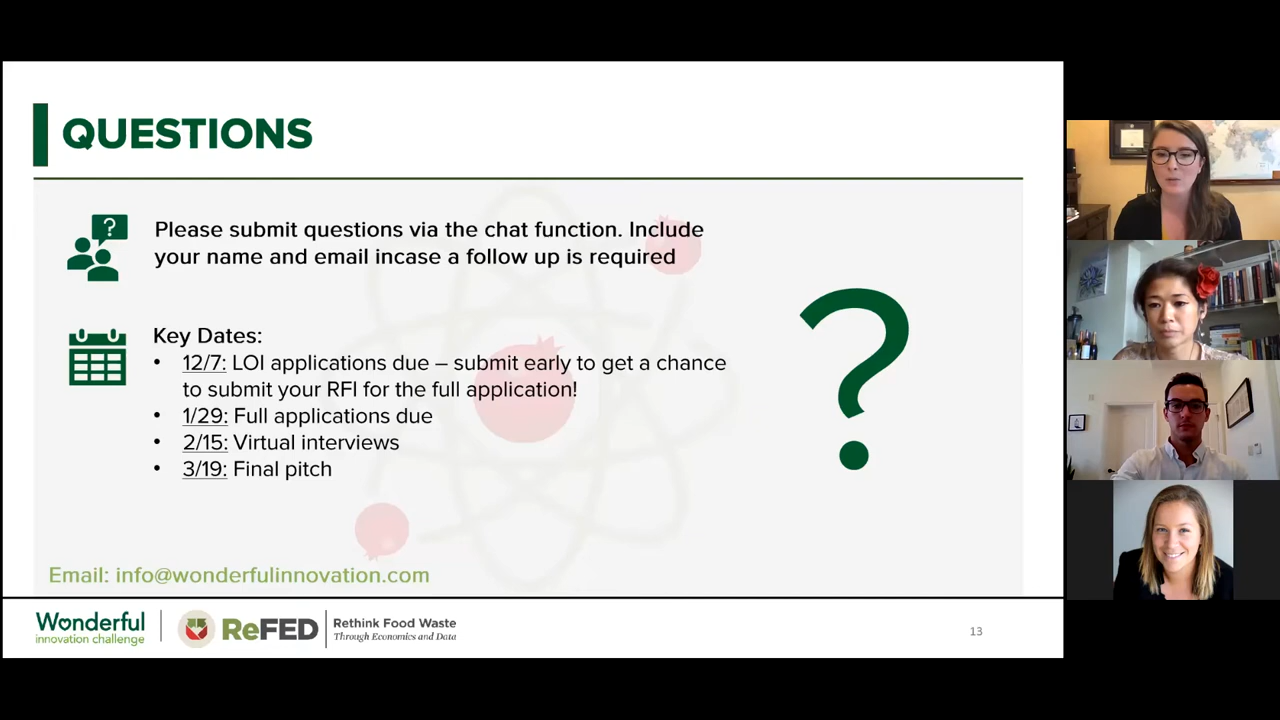 QUESTIONS
?
Please submit questions via the chat function. Include
your name and email incase a follow up is required
Key Dates:
• 12/7: LOI applications due – submit early to get a chance
to submit your RFI for the full application!
• 1/29: Full applications due
• 2/15: Virtual interviews
• 3/19: Final pitch
?
Email: info@wonderfulinnovation.com
Wonderful
innovation challenge
ReFED
Rethink Food Waste
Through Economics and Data
13